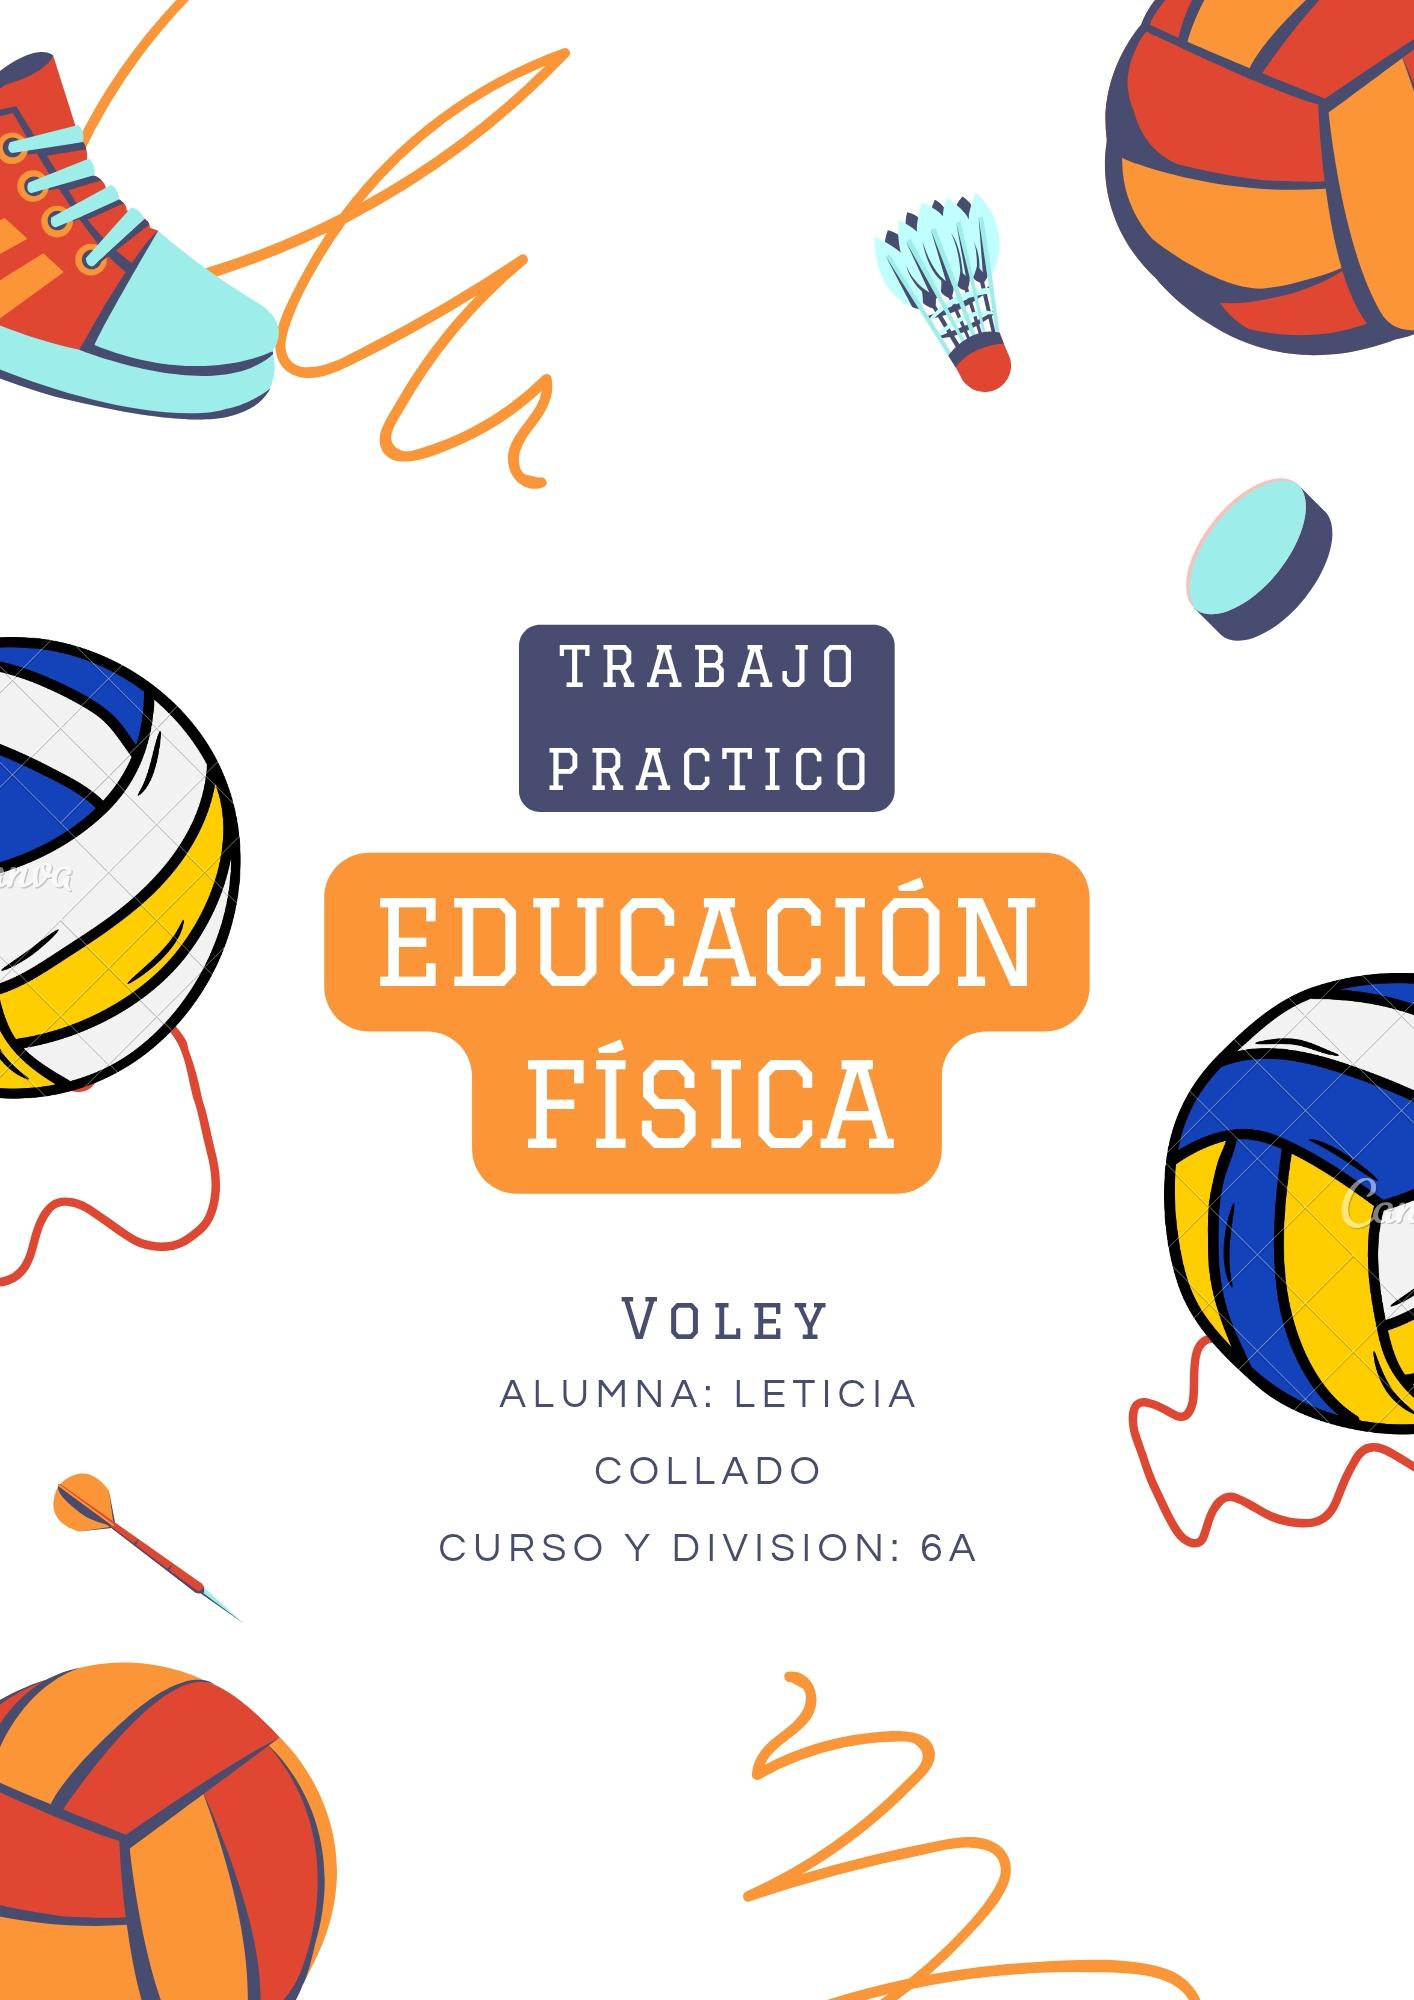 TRABAJO
PRACTICO
EDUCACIÓN
FÍSICA
VOLEY
ALUMNA: LETICIA
COLLADO
CURSO Y DIVISION: 6A